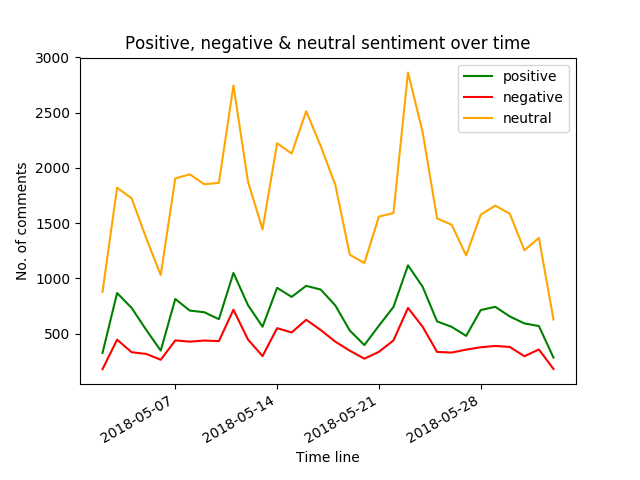 Positive, negative & neutral sentiment over time
3000
2500
2000
1500
1000
500
No. of comments
positive
negative
neutral
2018-05-07
2018-05-14
2018-05-21
2018-05-28
Time line